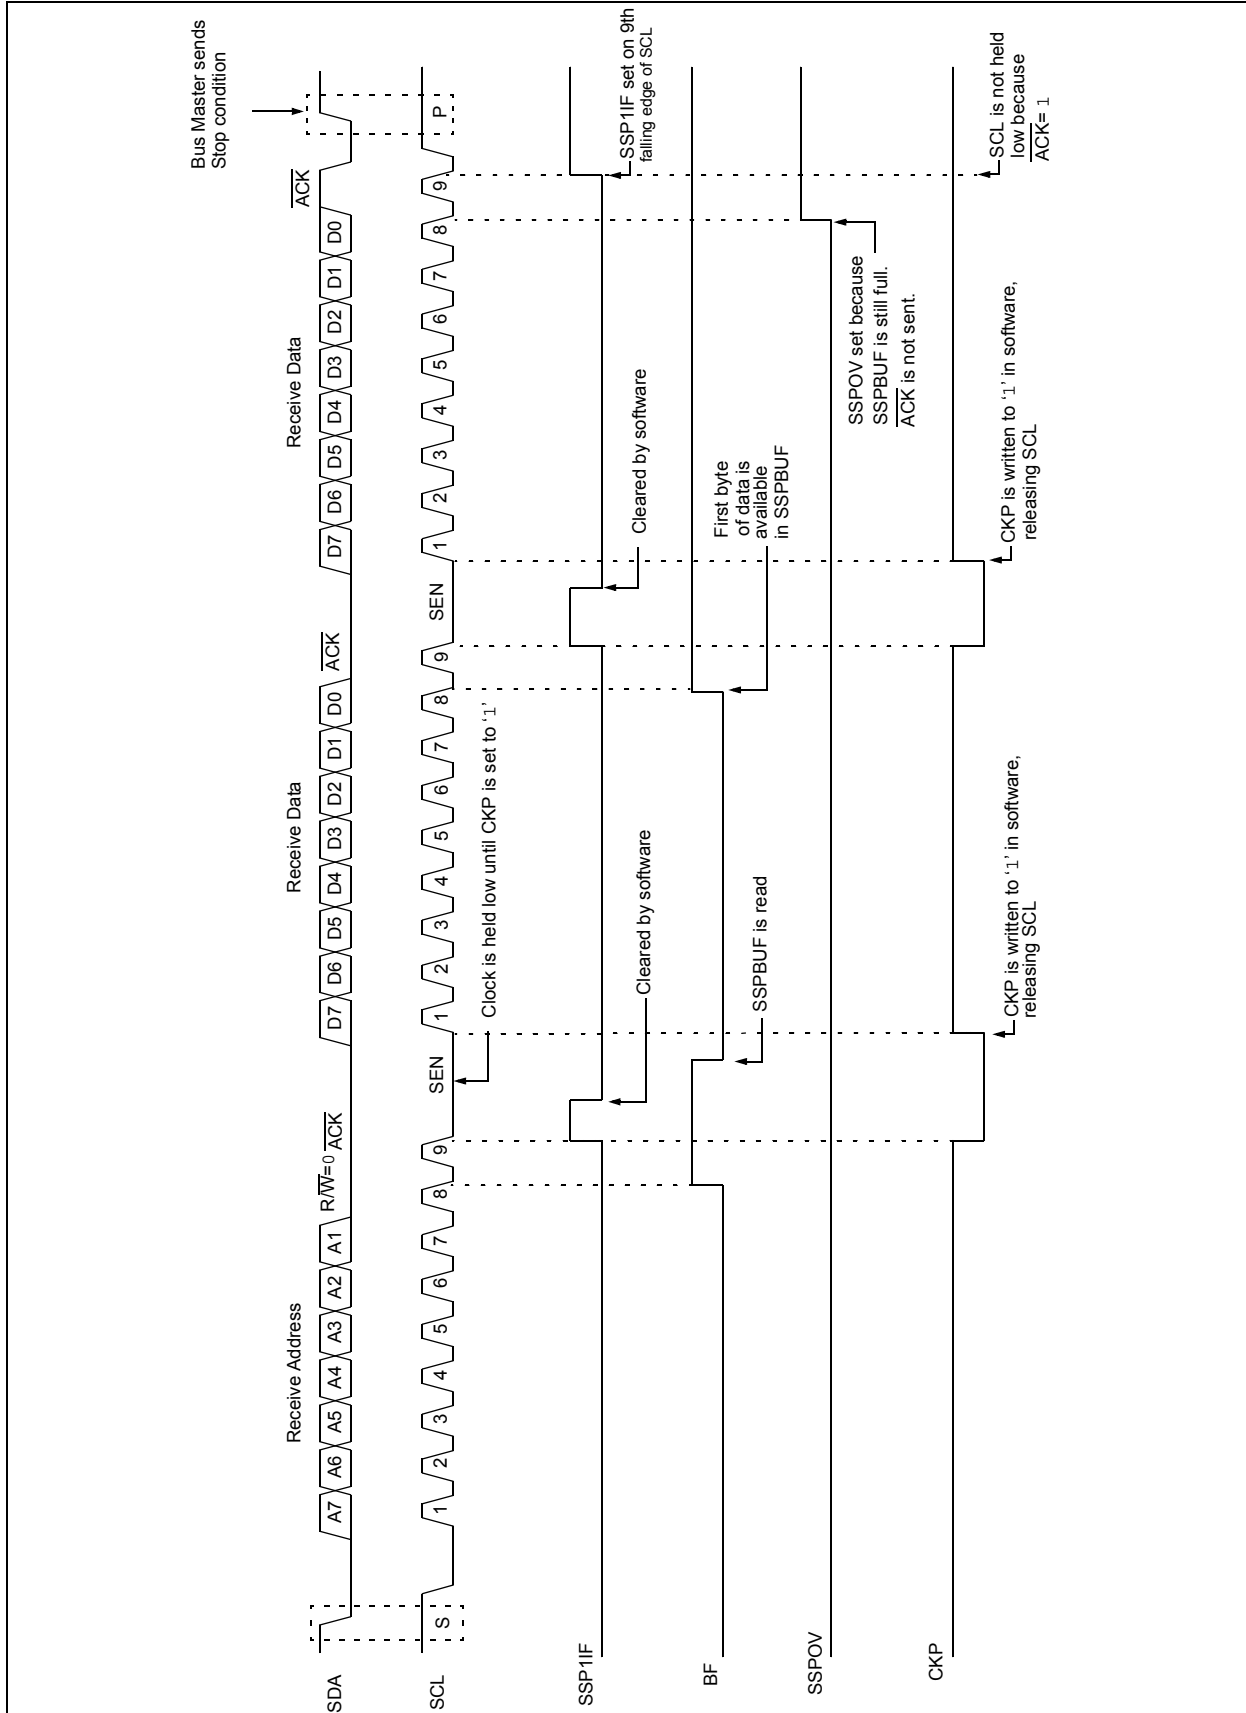 Bus Master sends
Stop condition
Receive Address
Receive Data
Receive Data
SDA
A7
A6
A5
A4
A3
A2
A1
R/W̅=0
A̅C̅K̅
D7
D6
D5
D4
D3
D2
D1
D0
A̅C̅K̅
D7
D6
D5
D4
D3
D2
D1
D0
A̅C̅K̅
SCL
S
1
2
3
4
5
6
7
8
9
SEN
1
2
3
4
5
6
7
8
9
SEN
1
2
3
4
5
6
7
8
9
P
Clock is held low until CKP is set to ‘1’
SSP1IF
Cleared by software
Cleared by software
SSP1IF set on 9th
falling edge of SCL
BF
SSPBUF is read
First byte
of data is
available
in SSPBUF
SSPOV
SSPOV set because
SSPBUF is still full.
A̅C̅K̅ is not sent.
CKP
CKP is written to ‘1’ in software,
releasing SCL
CKP is written to ‘1’ in software,
releasing SCL
SCL is not held
low because
A̅C̅K̅= 1